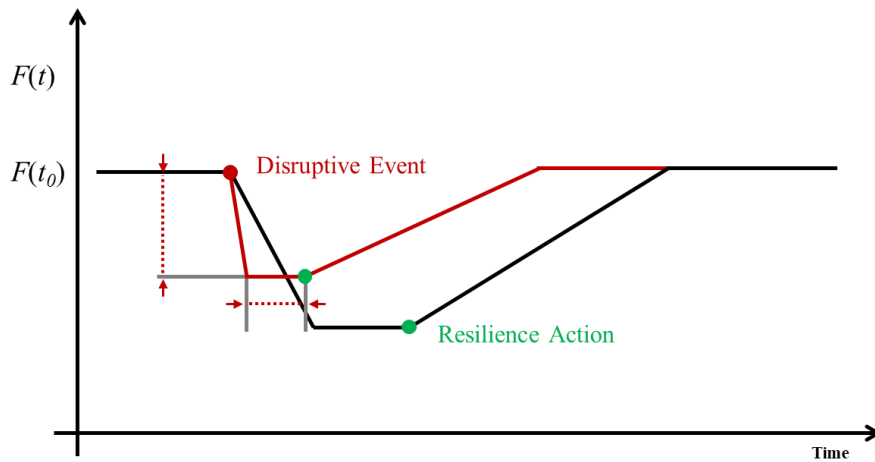 F(t)
F(t₀)
Disruptive Event
Resilience Action
Time